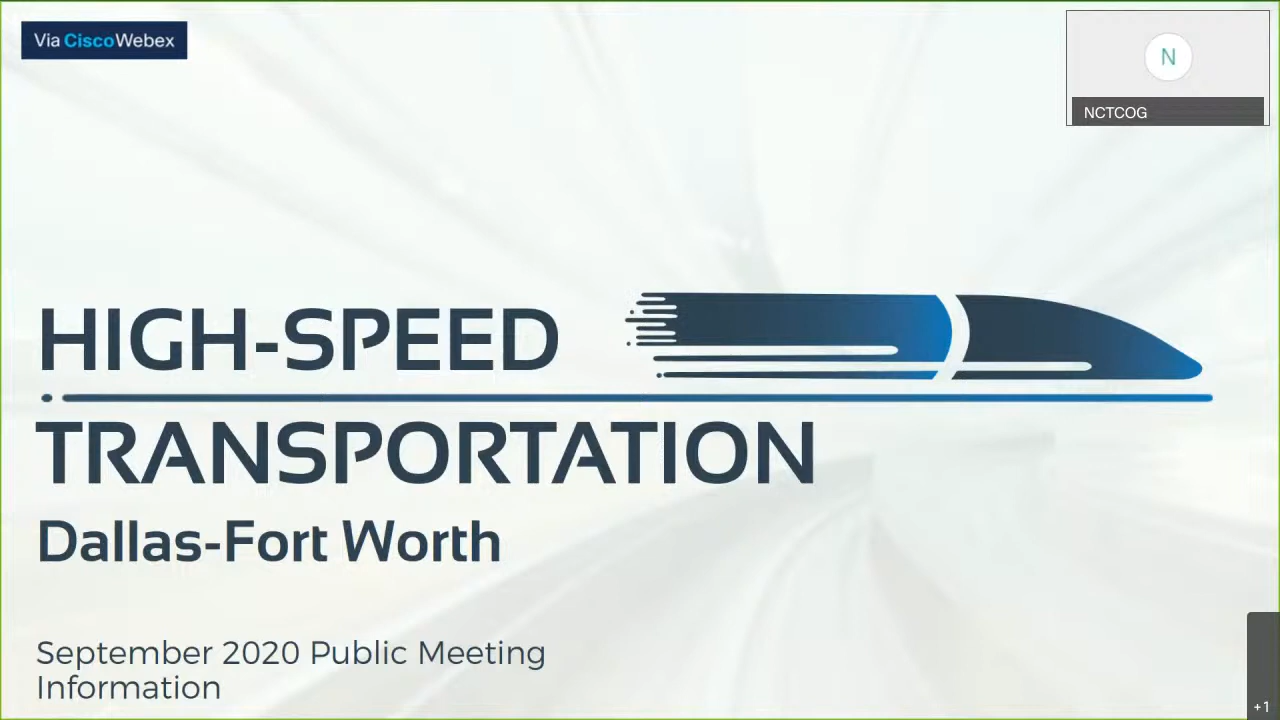 Via CiscoWebex
N
NCTCOG
HIGH-SPEED
TRANSPORTATION
Dallas-Fort Worth
September 2020 Public Meeting
Information
+1